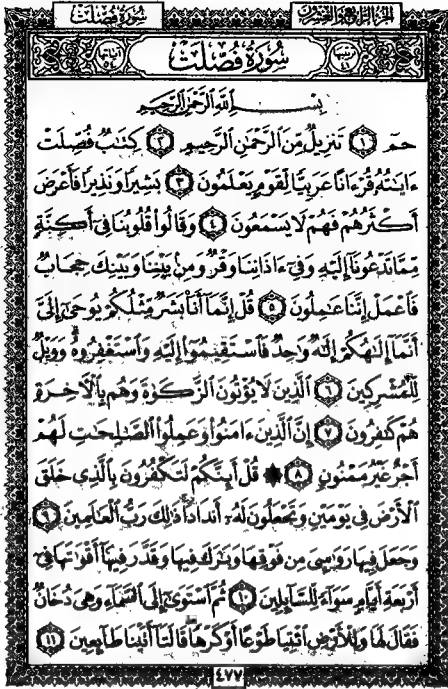 سورة فصلت
الجزء الرابع والعشرون
سورة فصلت
بِسْمِ اللَّهِ الرَّحْمَٰنِ الرَّحِيمِ
حمٓ ۝١ تَنزِيلٌ مِّنَ ٱلرَّحْمَٰنِ ٱلرَّحِيمِ ۝٢ كِتَٰبٌ فُصِّلَتْ
ءَايَٰتُهُۥ قُرْءَانًا عَرَبِيًّا لِّقَوْمٍ يَعْلَمُونَ ۝٣ بَشِيرًا وَنَذِيرًا فَأَعْرَضَ
أَكْثَرُهُمْ فَهُمْ لَا يَسْمَعُونَ ۝٤ وَقَالُوا۟ قُلُوبُنَا فِىٓ أَكِنَّةٍ
مِّمَّا تَدْعُونَآ إِلَيْهِ وَفِىٓ ءَاذَانِنَا وَقْرٌ وَمِنۢ بَيْنِنَا وَبَيْنِكَ حِجَابٌ
فَٱعْمَلْ إِنَّنَا عَٰمِلُونَ ۝٥ قُلْ إِنَّمَآ أَنَا۠ بَشَرٌ مِّثْلُكُمْ يُوحَىٰٓ إِلَىَّ
أَنَّمَآ إِلَٰهُكُمْ إِلَٰهٌ وَٰحِدٌ فَٱسْتَقِيمُوٓا۟ إِلَيْهِ وَٱسْتَغْفِرُوهُ ۗ وَوَيْلٌ
لِّلْمُشْرِكِينَ ۝٦ ٱلَّذِينَ لَا يُؤْتُونَ ٱلزَّكَوٰةَ وَهُم بِٱلْءَاخِرَةِ
هُمْ كَٰفِرُونَ ۝٧ إِنَّ ٱلَّذِينَ ءَامَنُوا۟ وَعَمِلُوا۟ ٱلصَّٰلِحَٰتِ لَهُمْ
أَجْرٌ غَيْرُ مَمْنُونٍ ۝٨ ۞ قُلْ أَئِنَّكُمْ لَتَكْفُرُونَ بِٱلَّذِى خَلَقَ
ٱلْأَرْضَ فِى يَوْمَيْنِ وَتَجْعَلُونَ لَهُۥٓ أَندَادًا ۚ ذَٰلِكَ رَبُّ ٱلْعَٰلَمِينَ ۝٩
وَجَعَلَ فِيهَا رَوَٰسِىَ مِن فَوْقِهَا وَبَٰرَكَ فِيهَا وَقَدَّرَ فِيهَآ أَقْوَٰتَهَا فِىٓ
أَرْبَعَةِ أَيَّامٍ سَوَآءً لِّلسَّآئِلِينَ ۝١٠ ثُمَّ ٱسْتَوَىٰٓ إِلَى ٱلسَّمَآءِ وَهِىَ دُخَانٌ
فَقَالَ لَهَا وَلِلْأَرْضِ ٱئْتِيَا طَوْعًا أَوْ كَرْهًا قَالَتَآ أَتَيْنَا طَآئِعِينَ ۝١١
٤٧٧